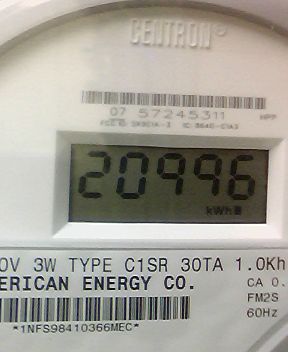 CENTRON®
07 57245311
20996
kWh
0V 3W TYPE C1SR 30TA 1.0Kh
ERICAN ENERGY CO. CA 0.
FM2S
*1NFS98410366MEC* 60Hz